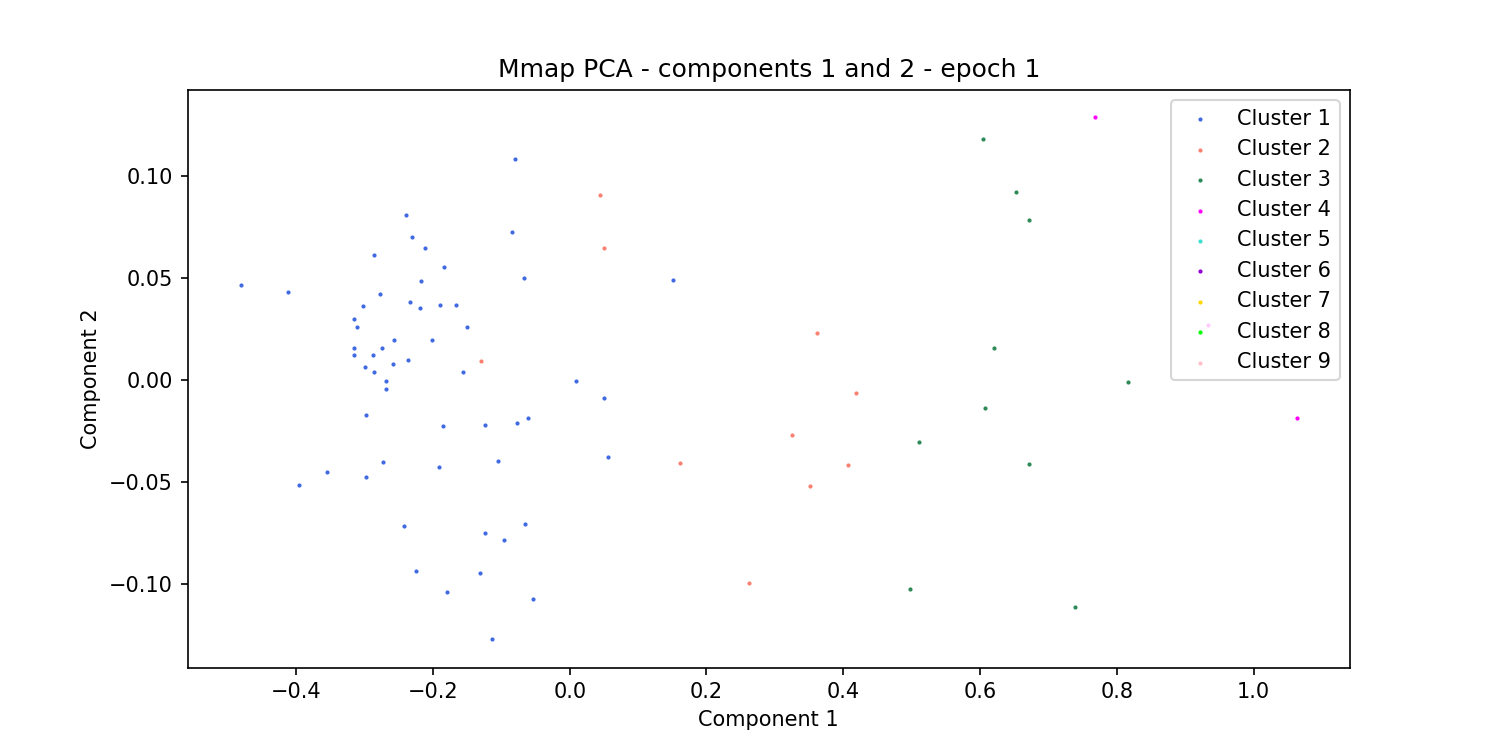 Mmap PCA - components 1 and 2 - epoch 1
Cluster 1
Cluster 2
Cluster 3
Cluster 4
Cluster 5
Cluster 6
Cluster 7
Cluster 8
Cluster 9
0.10
0.05
0.00
−0.05
−0.10
Component 2
−0.4 −0.2 0.0 0.2 0.4 0.6 0.8 1.0
Component 1